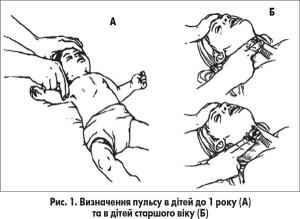 А
Б
Рис. 1. Визначення пульсу в дітей до 1 року (А)
та в дітей старшого віку (Б)